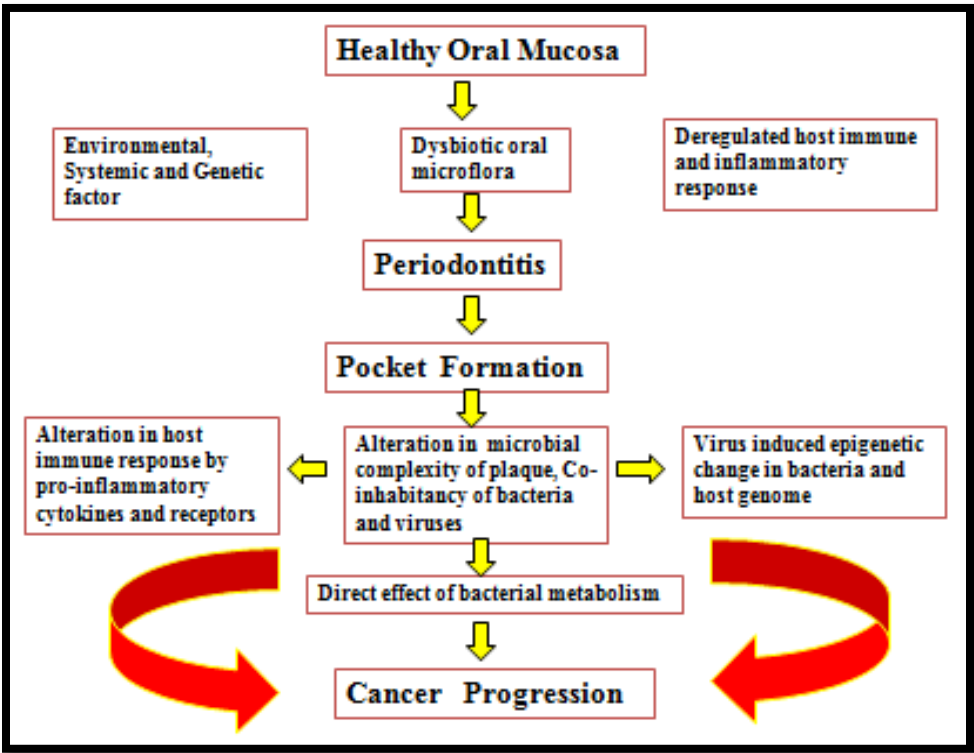 Healthy Oral Mucosa
Environmental,
Systemic and Genetic
factor
Dysbiotic oral
microflora
Deregulated host immune
and inflammatory
response
Periodontitis
Pocket Formation
Alteration in host
immune response by
pro-inflammatory
cytokines and receptors
Alteration in microbial
complexity of plaque, Co-
inhabitancy of bacteria
and viruses
Virus induced epigenetic
change in bacteria and
host genome
Direct effect of bacterial metabolism
Cancer Progression